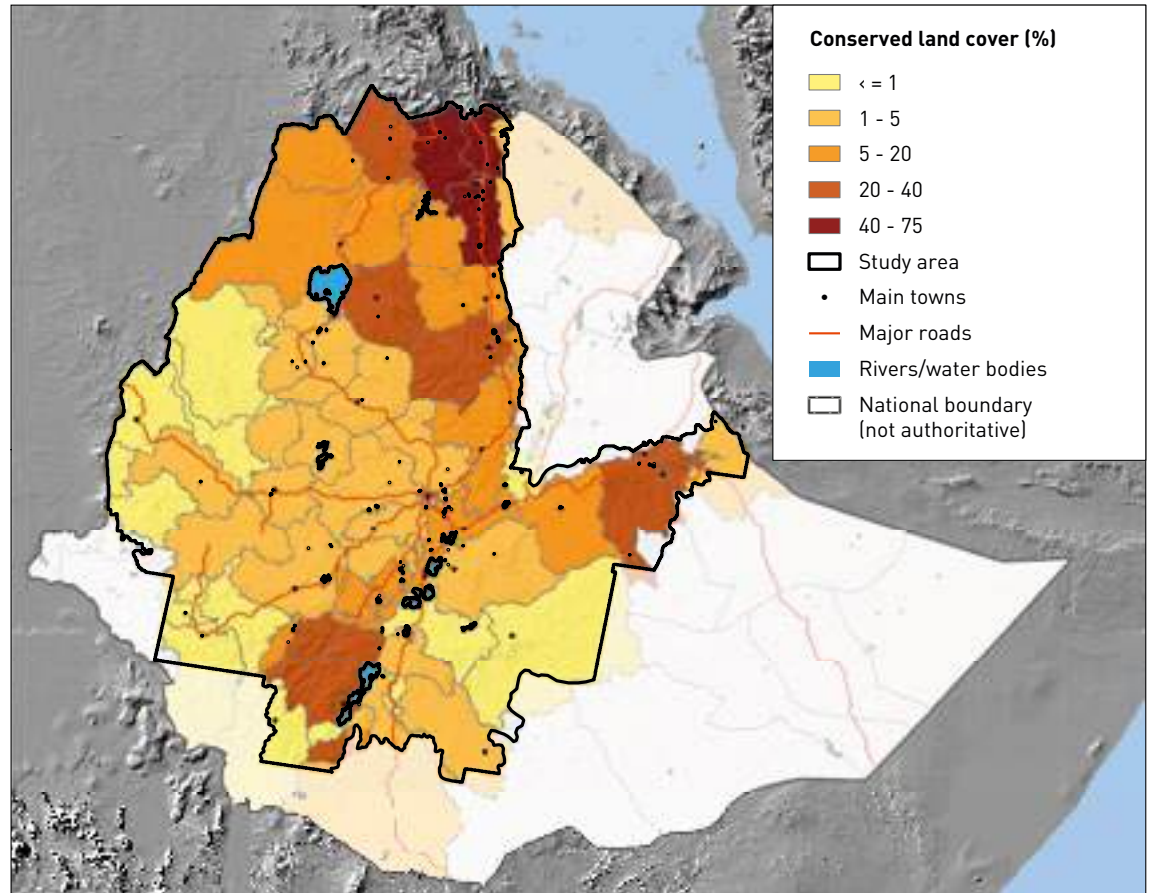 Conserved land cover (%)
‹ = 1
1 - 5
5 - 20
20 - 40
40 - 75
Study area
Main towns
Major roads
Rivers/water bodies
National boundary
(not authoritative)